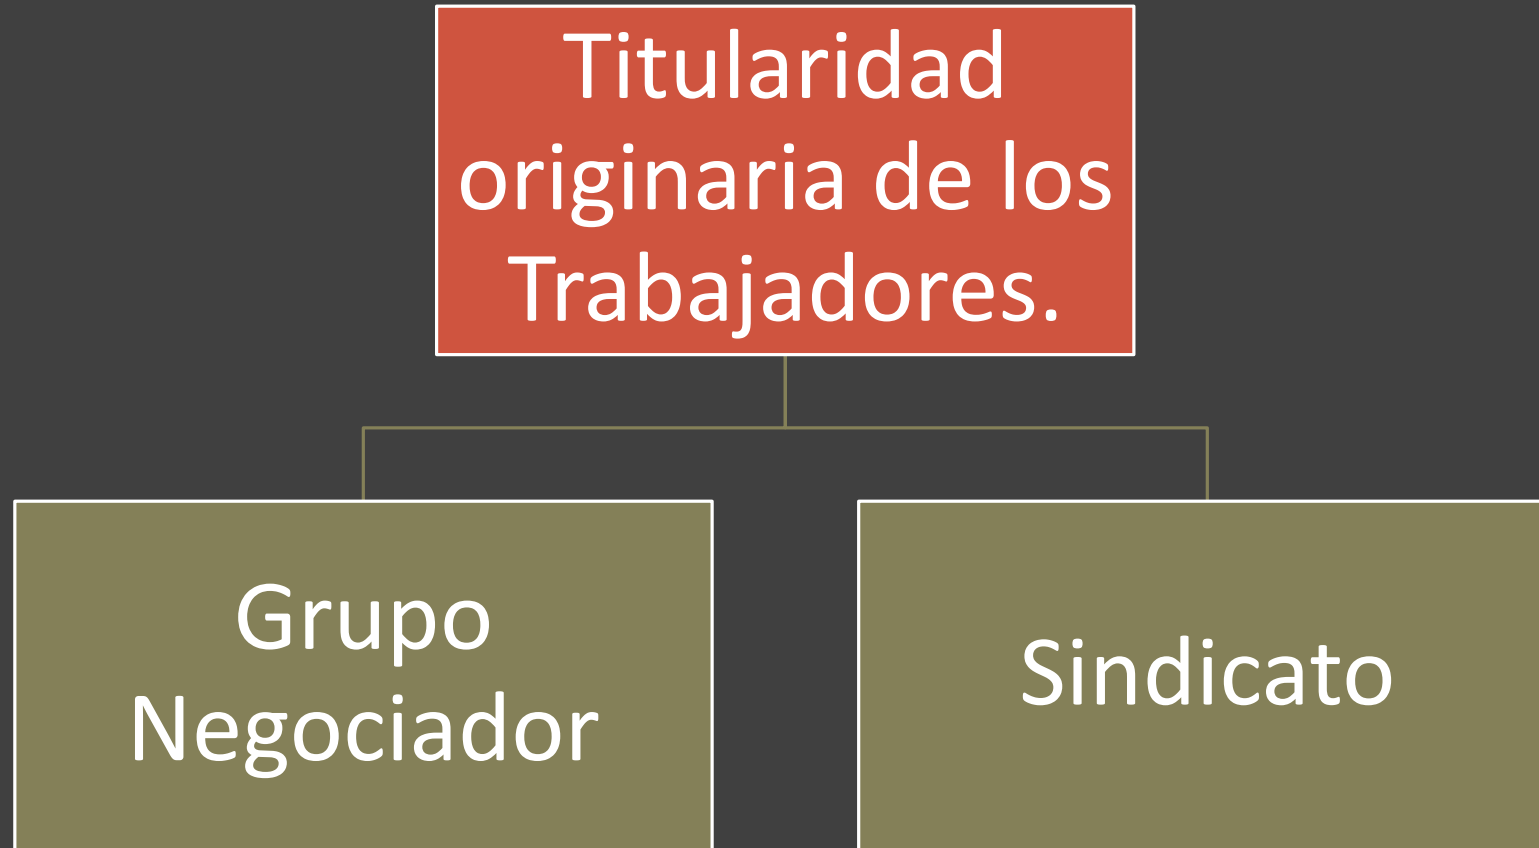 Titularidad
originaria de los
Trabajadores.
Grupo
Negociador
Sindicato